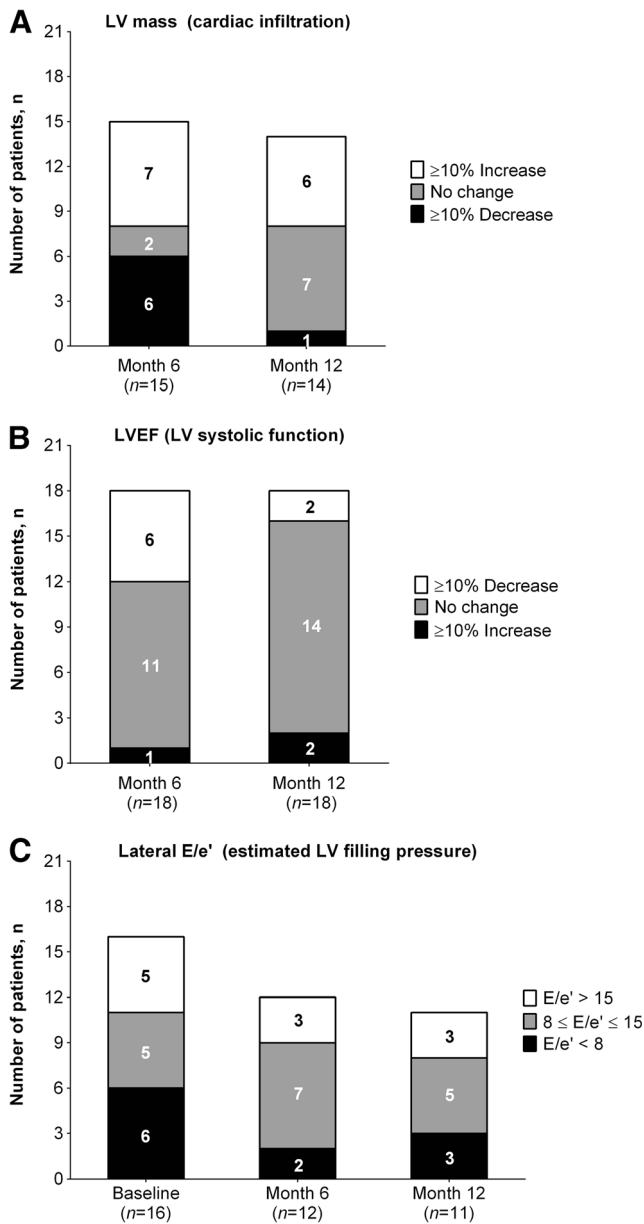 A
LV mass (cardiac infiltration)
Number of patients, n
21
18
15
12
9
6
3
0
7
2
6
6
7
1
Month 6
(n=15)
Month 12
(n=14)
≥10% Increase
No change
≥10% Decrease
B
LVEF (LV systolic function)
Number of patients, n
21
18
15
12
9
6
3
0
6
11
1
2
14
2
Month 6
(n=18)
Month 12
(n=18)
≥10% Decrease
No change
≥10% Increase
C
Lateral E/e' (estimated LV filling pressure)
Number of patients, n
21
18
15
12
9
6
3
0
5
5
6
3
7
2
3
5
3
Baseline
(n=16)
Month 6
(n=12)
Month 12
(n=11)
E/e' > 15
8 ≤ E/e' ≤ 15
E/e' < 8